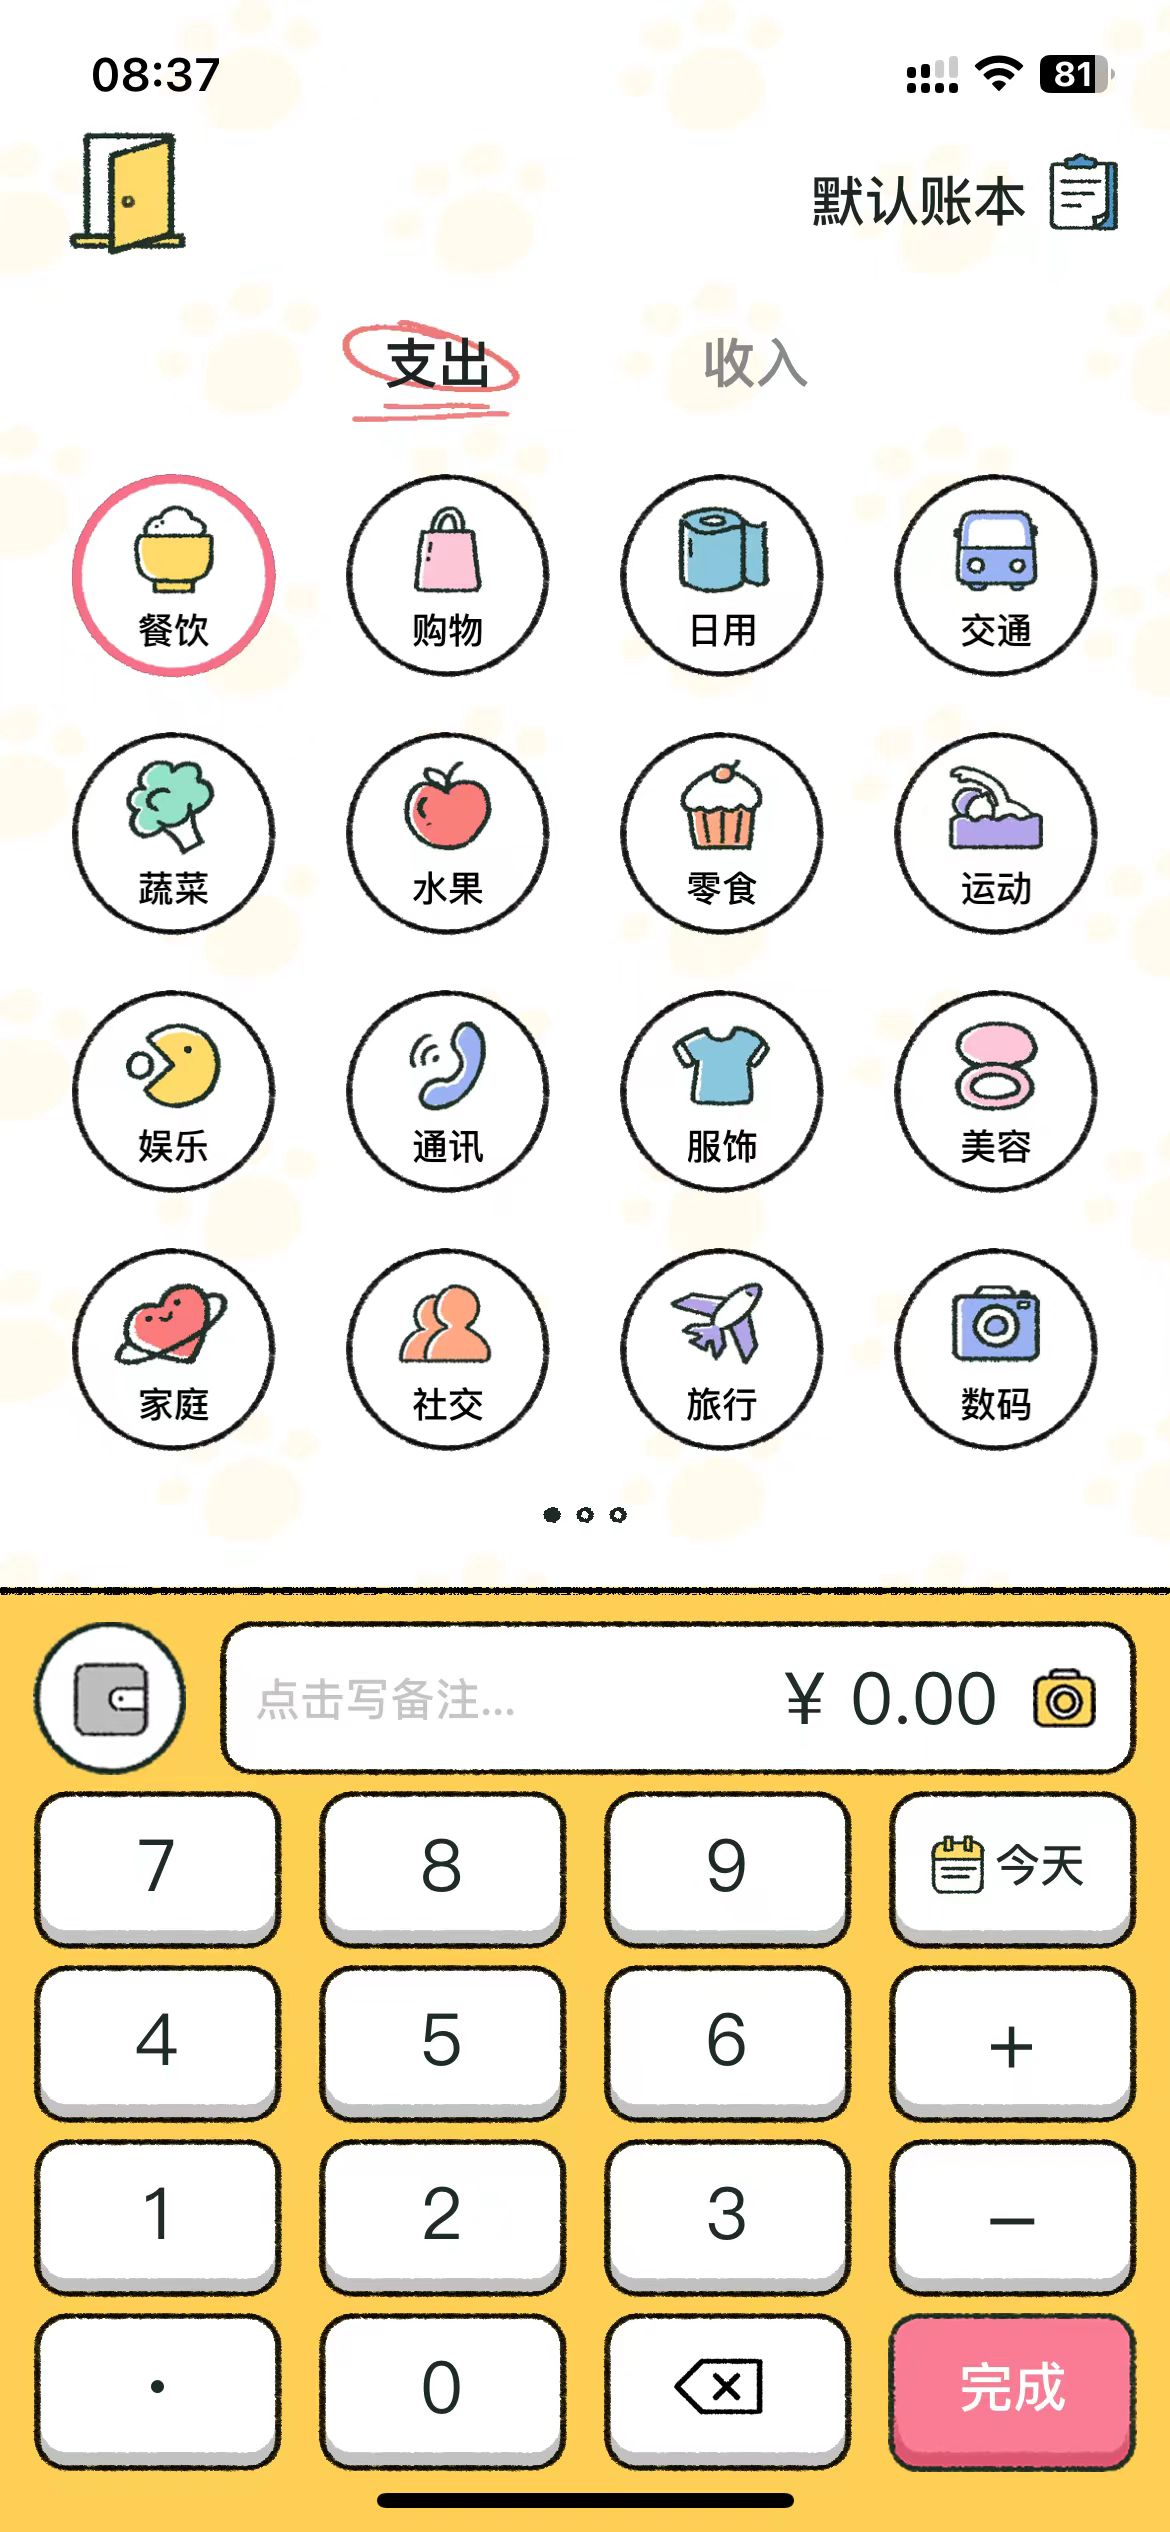 08:37 81
默认账本
支出 收入
餐饮 购物 日用 交通
蔬菜 水果 零食 运动
娱乐 通讯 服饰 美容
家庭 社交 旅行 数码
点击写备注... ¥ 0.00
7 8 9 今天
4 5 6 +
1 2 3 −
· 0 完成